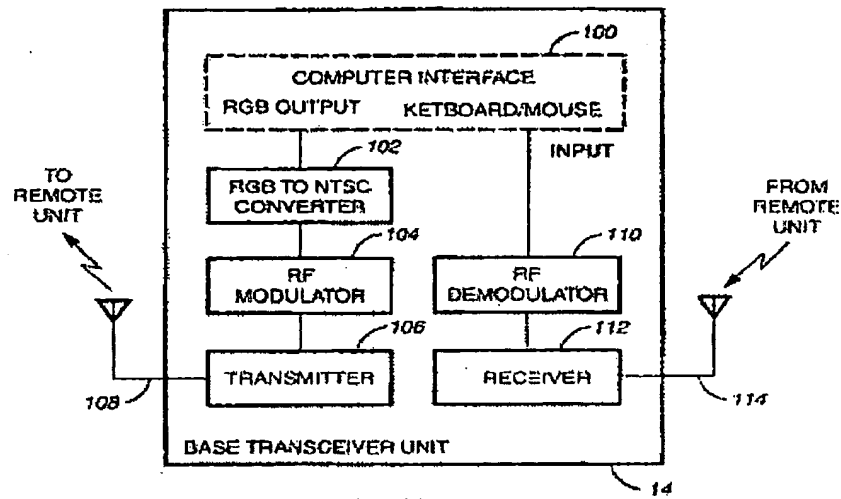 100
COMPUTER INTERFACE
RGB OUTPUT
KETBOARD/MOUSE
INPUT
102
RGB TO NTSC
CONVERTER
TO
REMOTE
UNIT
FROM
REMOTE
UNIT
104
RF
MODULATOR
110
RF
DEMODULATOR
106
TRANSMITTER
112
RECEIVER
108
114
BASE TRANSCEIVER UNIT
14